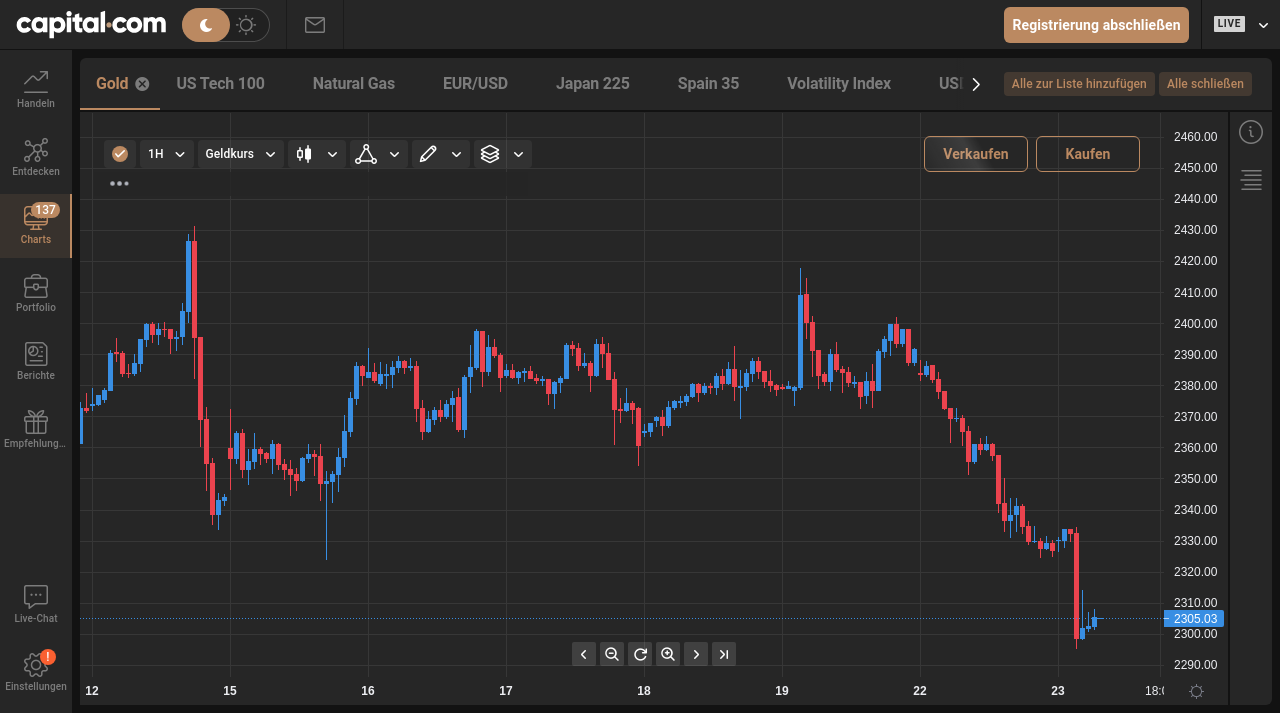 capital.com
Registrierung abschließen
LIVE
Handeln
Entdecken
137
Charts
Portfolio
Berichte
Empfehlung...
Live-Chat
!
Einstellungen
Gold
US Tech 100
Natural Gas
EUR/USD
Japan 225
Spain 35
Volatility Index
Alle zur Liste hinzufügen
Alle schließen
1H
Geldkurs
Verkaufen
Kaufen
2460.00
2450.00
2440.00
2430.00
2420.00
2410.00
2400.00
2390.00
2380.00
2370.00
2360.00
2350.00
2340.00
2330.00
2320.00
2310.00
2305.03
2300.00
2290.00
12
15
16
17
18
19
22
23